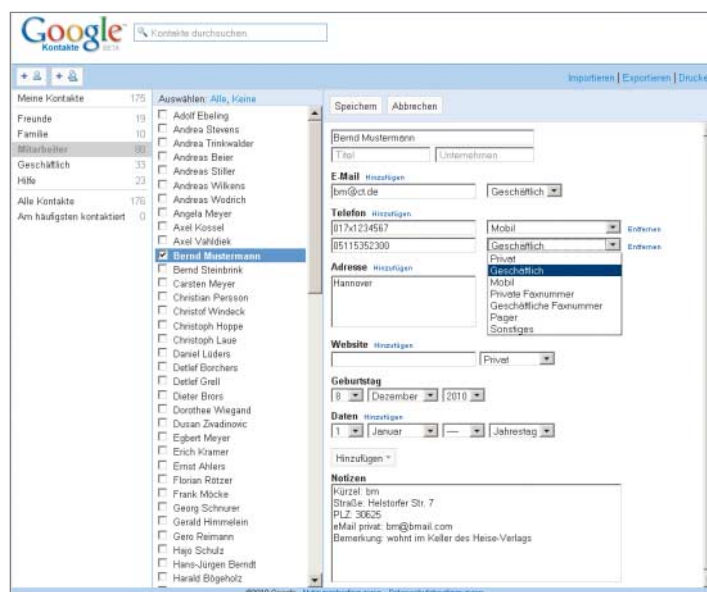 Google
Kontakte BETA
Kontakte durchsuchen
Importieren | Exportieren | Drucke
Meine Kontakte 175
Freunde 19
Familie 10
Mitarbeiter
Geschäftlich 33
Hilfe 23
Alle Kontakte 176
Am häufigsten kontaktiert 0
Auswählen: Alle, Keine
Adolf Ebeling
Andrea Stevens
Andrea Trinkwalder
Andreas Beier
Andreas Stiller
Andreas Wilkens
Andreas Wodrich
Angela Meyer
Axel Kossel
Axel Vahldiek
Bernd Mustermann
Bernd Steinbrink
Carsten Meyer
Christian Persson
Christof Windeck
Christoph Hoppe
Christoph Laue
Daniel Lüders
Detlef Borchers
Detlef Grell
Dieter Brors
Dorothee Wiegand
Dusan Zivadinovic
Egbert Meyer
Erich Kramer
Ernst Ahlers
Florian Rötzer
Frank Möcke
Georg Schnurer
Gerald Himmelein
Gero Reimann
Hajo Schulz
Hans-Jürgen Berndt
Harald Bögeholz
Speichern Abbrechen
Bernd Mustermann
Titel Unternehmen
E-Mail Hinzufügen
bm@ct.de Geschäftlich
Telefon Hinzufügen
017x1234567 Mobil Entfernen
05115352300 Geschäftlich Entfernen
Privat
Geschäftlich
Mobil
Private Faxnummer
Geschäftliche Faxnummer
Pager
Sonstiges
Adresse Hinzufügen
Hannover
Website Hinzufügen
Privat
Geburtstag
8 Dezember 2010
Daten Hinzufügen
1 Januar --- Jahrestag
Hinzufügen
Notizen
Kürzel: bm
Straße: Helstorfer Str. 7
PLZ: 30625
eMail privat: bm@bmail.com
Bemerkung: wohnt im Keller des Heise-Verlags